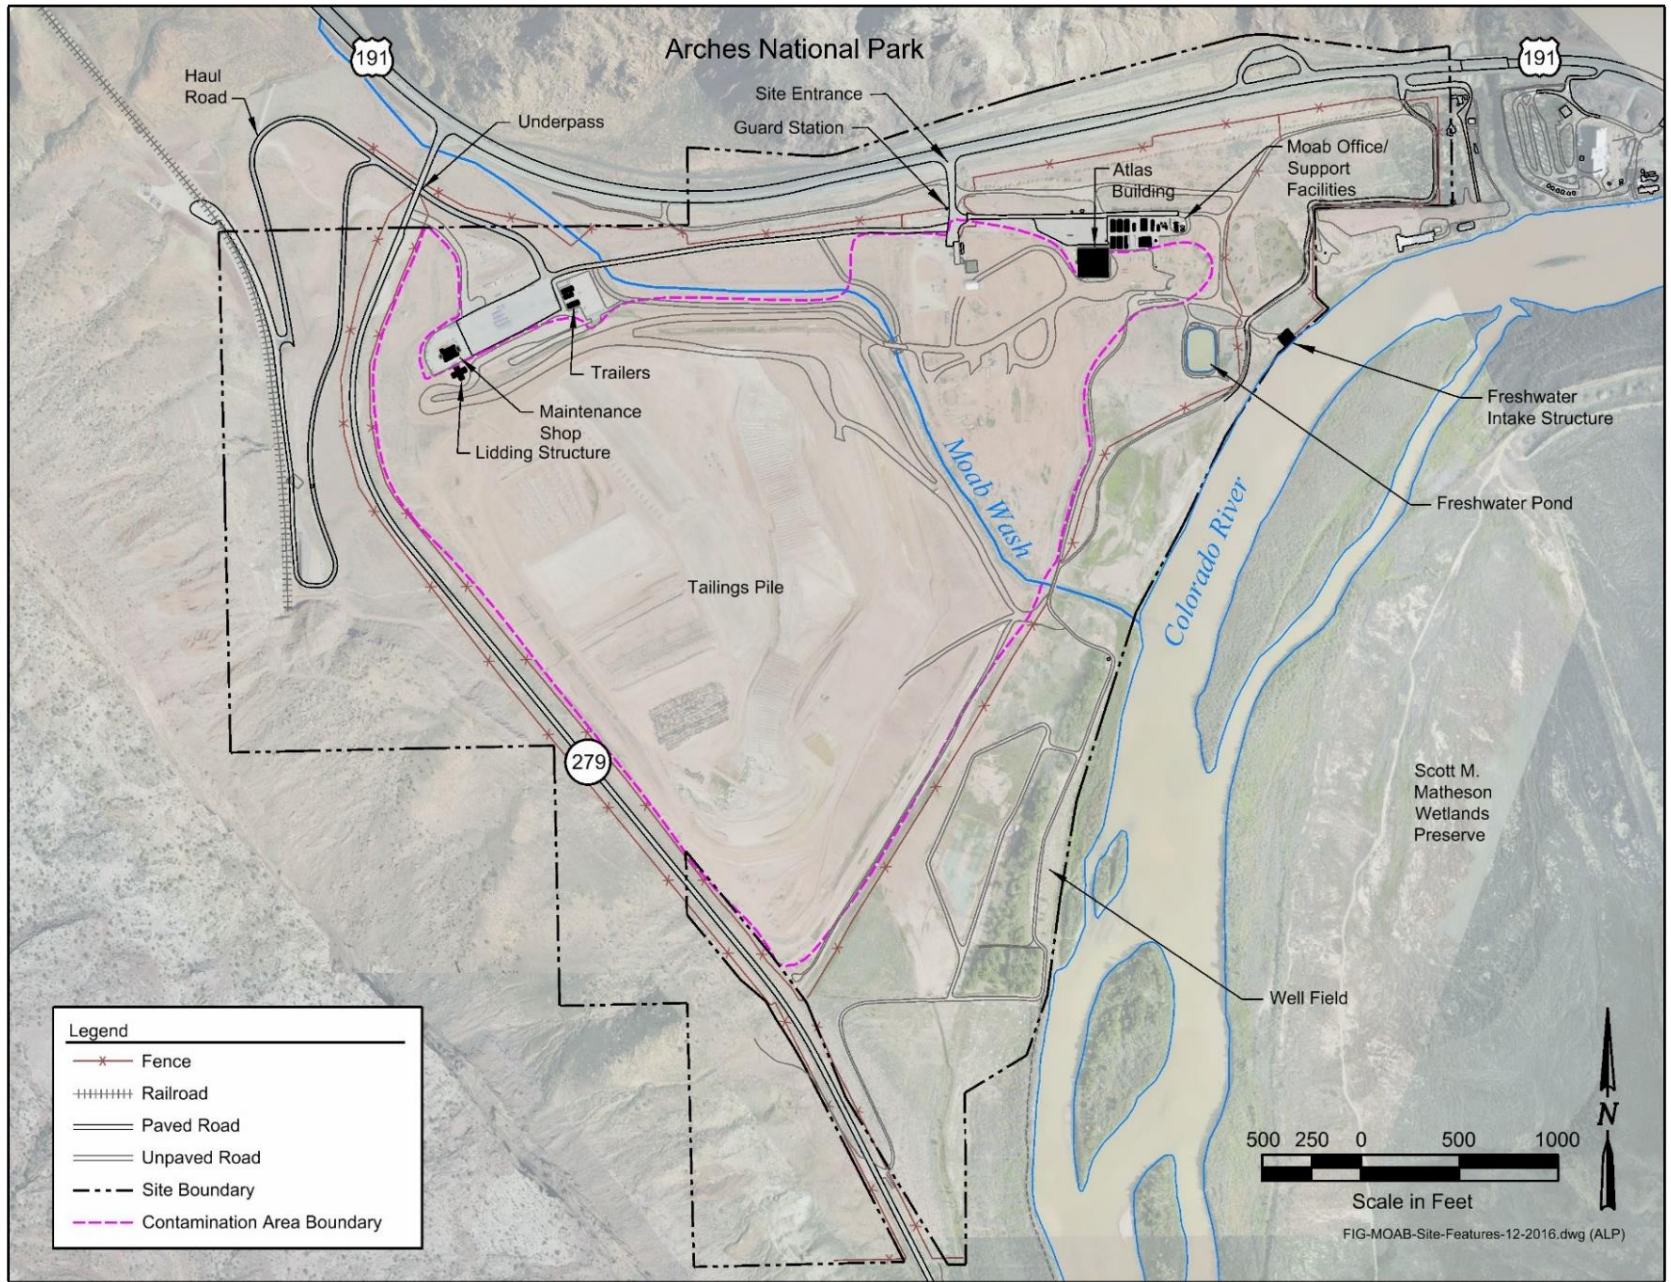 Arches National Park
191
191
Haul
Road
Site Entrance
Underpass
Guard Station
Moab Office/
Support
Facilities
Atlas
Building
Trailers
Maintenance
Shop
Lidding Structure
Freshwater
Intake Structure
Moab Wash
Freshwater Pond
Colorado River
Tailings Pile
279
Scott M.
Matheson
Wetlands
Preserve
Well Field
Legend
Fence
Railroad
Paved Road
Unpaved Road
Site Boundary
Contamination Area Boundary
N
500 250 0 500 1000
Scale in Feet
FIG-MOAB-Site-Features-12-2016.dwg (ALP)